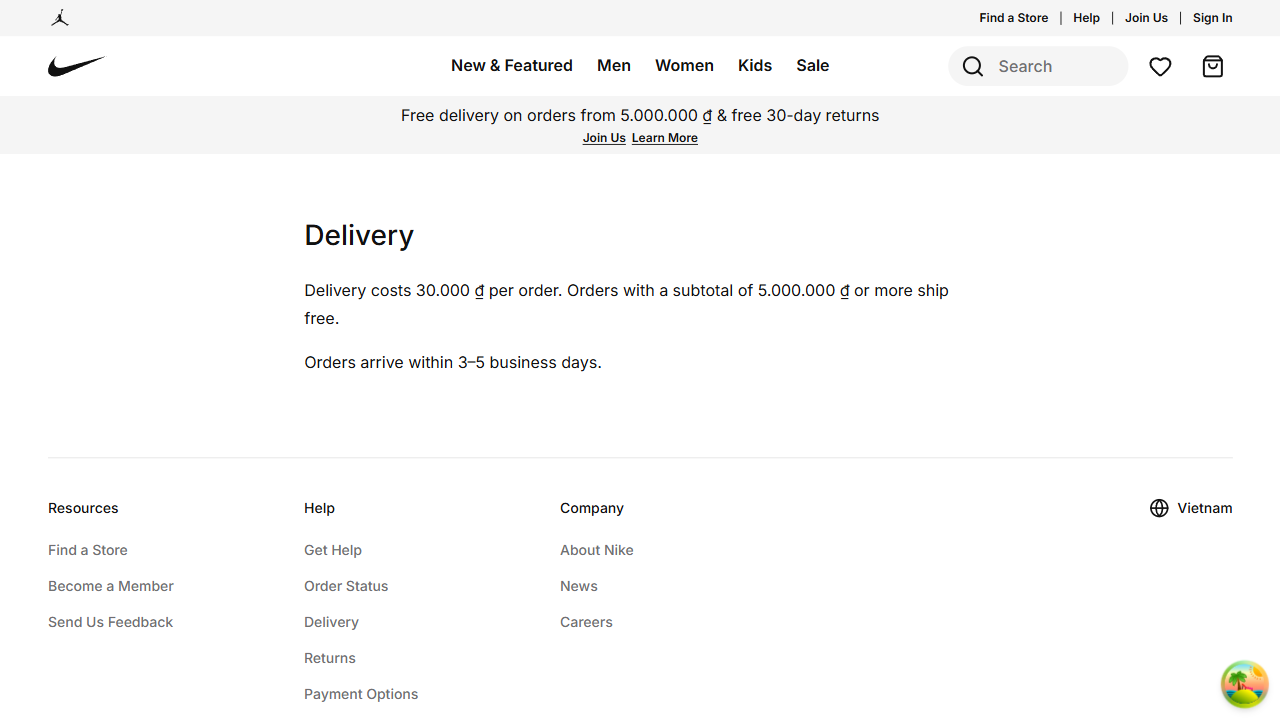 Find a Store | Help | Join Us | Sign In
New & Featured Men Women Kids Sale
Search
Free delivery on orders from 5.000.000 ₫ & free 30-day returns
Join Us Learn More
Delivery
Delivery costs 30.000 ₫ per order. Orders with a subtotal of 5.000.000 ₫ or more ship
free.
Orders arrive within 3–5 business days.
Resources
Find a Store
Become a Member
Send Us Feedback
Help
Get Help
Order Status
Delivery
Returns
Payment Options
Company
About Nike
News
Careers
Vietnam